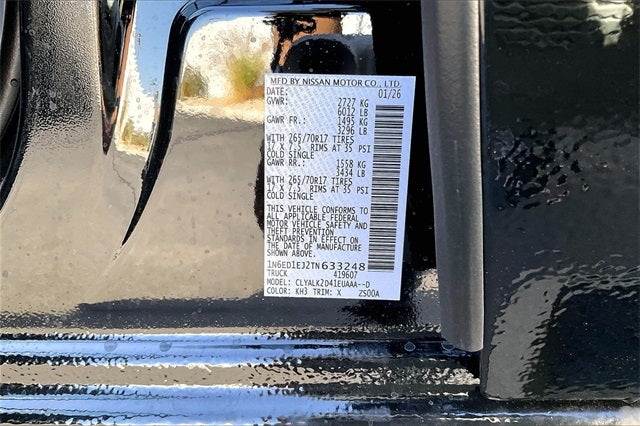 MFD BY NISSAN MOTOR CO., LTD.
DATE: 01/26
GVWR: 2727 KG
6012 LB
GAWR FR.: 1495 KG
3296 LB
WITH 265/70R17 TIRES
17 X 7.5 RIMS AT 35 PSI
COLD SINGLE
GAWR RR.: 1558 KG
3434 LB
WITH 265/70R17 TIRES
17 X 7.5 RIMS AT 35 PSI
COLD SINGLE
THIS VEHICLE CONFORMS TO
ALL APPLICABLE FEDERAL
MOTOR VEHICLE SAFETY AND
THEFT PREVENTION
STANDARDS IN EFFECT ON
THE DATE OF MANUFACTURE
SHOWN ABOVE.
1N6ED1EJ2TN633248
TRUCK 419607
MODEL: CLYALKZD41EUAAA--D
COLOR: KH3 TRIM: X ZS00A